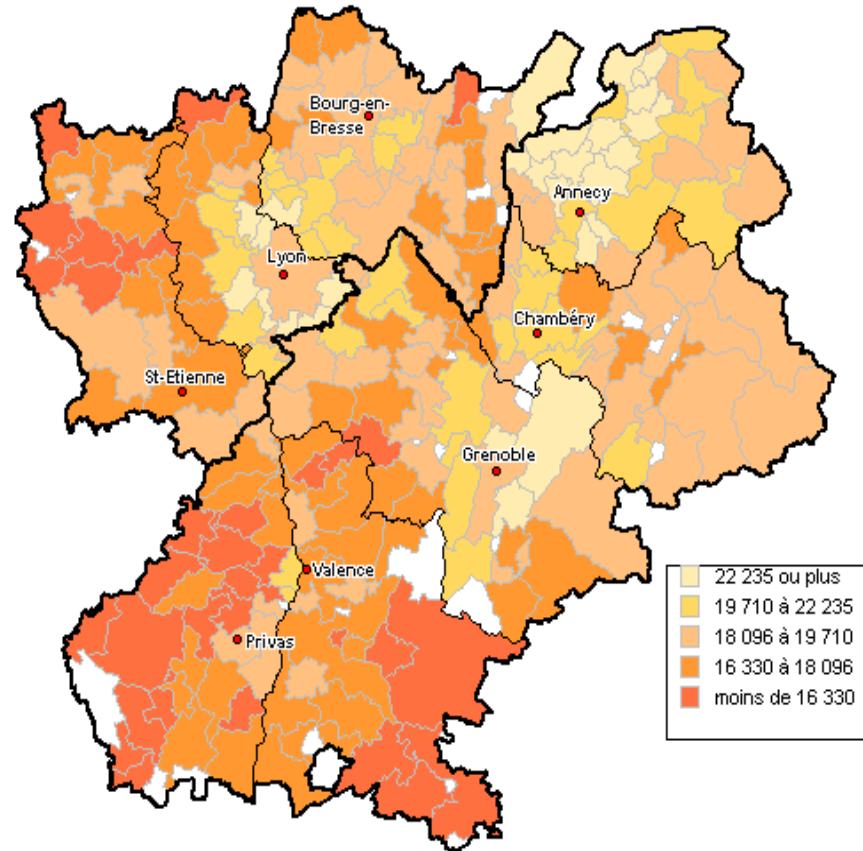 Bourg-en-
Bresse
Annecy
Lyon
Chambéry
St-Etienne
Grenoble
Valence
Privas
22 235 ou plus
19 710 à 22 235
18 096 à 19 710
16 330 à 18 096
moins de 16 330